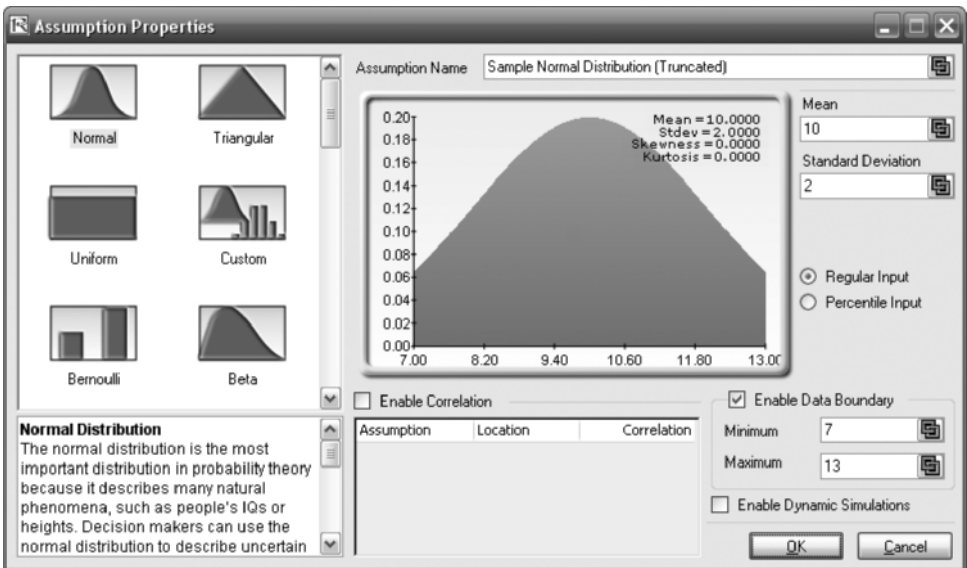 Assumption Properties
Normal
Triangular
Uniform
Custom
Bernoulli
Beta
Normal Distribution
The normal distribution is the most
important distribution in probability theory
because it describes many natural
phenomena, such as people's IQs or
heights. Decision makers can use the
normal distribution to describe uncertain
Assumption Name Sample Normal Distribution (Truncated)
Mean = 10.0000
Stdev = 2.0000
Skewness = 0.0000
Kurtosis = 0.0000
0.20
0.18
0.16
0.14
0.12
0.10
0.08
0.06
0.04
0.02
0.00
7.00 8.20 9.40 10.60 11.80 13.00
Mean
10
Standard Deviation
2
Regular Input
Percentile Input
Enable Correlation
Assumption Location Correlation
Enable Data Boundary
Minimum 7
Maximum 13
Enable Dynamic Simulations
OK Cancel